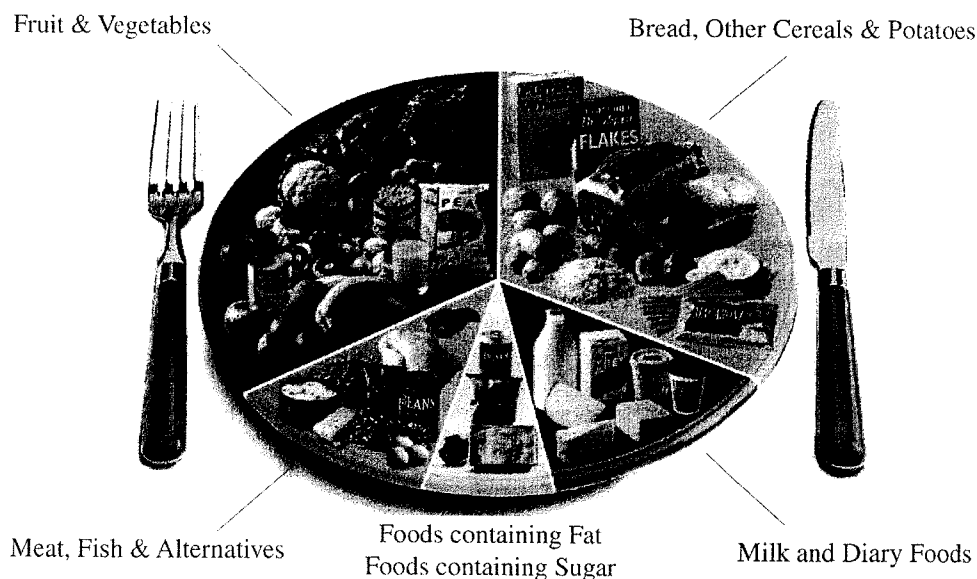 Fruit & Vegetables
Bread, Other Cereals & Potatoes
FLAKES
PEA
BEANS
Meat, Fish & Alternatives
Foods containing Fat
Foods containing Sugar
Milk and Diary Foods